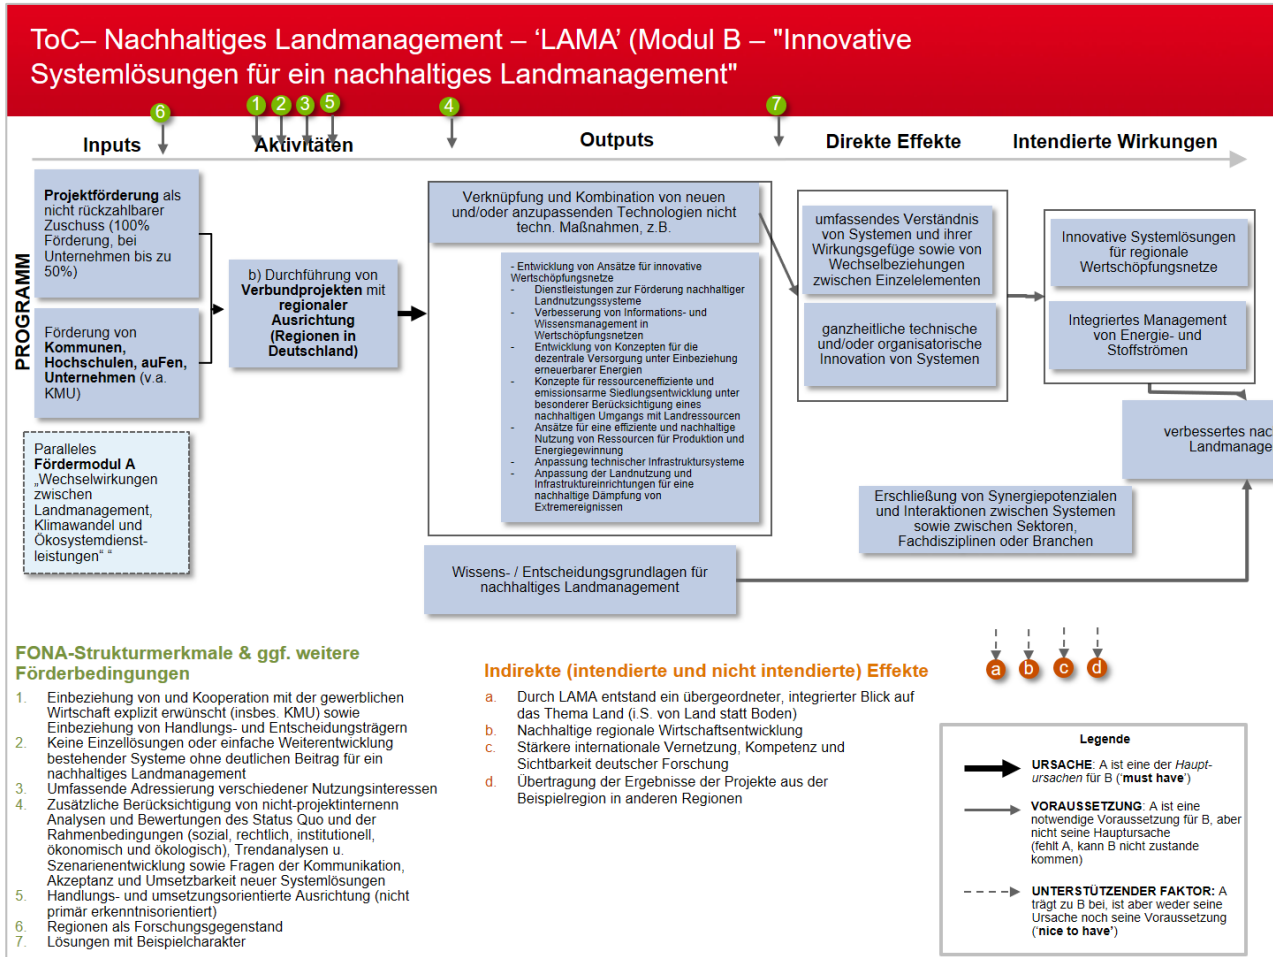 ToC– Nachhaltiges Landmanagement – ‘LAMA’ (Modul B – "Innovative
Systemlösungen für ein nachhaltiges Landmanagement"
6
1
2
3
5
4
7
Inputs
Aktivitäten
Outputs
Direkte Effekte
Intendierte Wirkungen
PROGRAMM
Projektförderung als
nicht rückzahlbarer
Zuschuss (100%
Förderung, bei
Unternehmen bis zu
50%)
Förderung von
Kommunen,
Hochschulen, auFen,
Unternehmen (v.a.
KMU)
Paralleles
Fördermodul A
„Wechselwirkungen
zwischen
Landmanagement,
Klimawandel und
Ökosystemdienst-
leistungen“ “
b) Durchführung von
Verbundprojekten mit
regionaler
Ausrichtung
(Regionen in
Deutschland)
Verknüpfung und Kombination von neuen
und/oder anzupassenden Technologien nicht
techn. Maßnahmen, z.B.
- Entwicklung von Ansätze für innovative
Wertschöpfungsnetze
- Dienstleistungen zur Förderung nachhaltiger
Landnutzungssysteme
- Verbesserung von Informations- und
Wissensmanagement in
Wertschöpfungsnetzen
- Entwicklung von Konzepten für die
dezentrale Versorgung unter Einbeziehung
erneuerbarer Energien
- Konzepte für ressourceneffiziente und
emissionsarme Siedlungsentwicklung unter
besonderer Berücksichtigung eines
nachhaltigen Umgangs mit Landressourcen
- Ansätze für eine effiziente und nachhaltige
Nutzung von Ressourcen für Produktion und
Energiegewinnung
- Anpassung technischer Infrastruktursysteme
- Anpassung der Landnutzung und
Infrastruktureinrichtungen für eine
nachhaltige Dämpfung von
Extremereignissen
Wissens- / Entscheidungsgrundlagen für
nachhaltiges Landmanagement
umfassendes Verständnis
von Systemen und ihrer
Wirkungsgefüge sowie von
Wechselbeziehungen
zwischen Einzelelementen
ganzheitliche technische
und/oder organisatorische
Innovation von Systemen
Innovative Systemlösungen
für regionale
Wertschöpfungsnetze
Integriertes Management
von Energie- und
Stoffströmen
verbessertes nac
Landmanage
Erschließung von Synergiepotenzialen
und Interaktionen zwischen Systemen
sowie zwischen Sektoren,
Fachdisziplinen oder Branchen
FONA-Strukturmerkmale & ggf. weitere
Förderbedingungen
1. Einbeziehung von und Kooperation mit der gewerblichen
Wirtschaft explizit erwünscht (insbes. KMU) sowie
Einbeziehung von Handlungs- und Entscheidungsträgern
2. Keine Einzellösungen oder einfache Weiterentwicklung
bestehender Systeme ohne deutlichen Beitrag für ein
nachhaltiges Landmanagement
3. Umfassende Adressierung verschiedener Nutzungsinteressen
4. Zusätzliche Berücksichtigung von nicht-projektinternenn
Analysen und Bewertungen des Status Quo und der
Rahmenbedingungen (sozial, rechtlich, institutionell,
ökonomisch und ökologisch), Trendanalysen u.
Szenarienentwicklung sowie Fragen der Kommunikation,
Akzeptanz und Umsetzbarkeit neuer Systemlösungen
5. Handlungs- und umsetzungsorientierte Ausrichtung (nicht
primär erkenntnisorientiert)
6. Regionen als Forschungsgegenstand
7. Lösungen mit Beispielcharakter
Indirekte (intendierte und nicht intendierte) Effekte
a. Durch LAMA entstand ein übergeordneter, integrierter Blick auf
das Thema Land (i.S. von Land statt Boden)
b. Nachhaltige regionale Wirtschaftsentwicklung
c. Stärkere internationale Vernetzung, Kompetenz und
Sichtbarkeit deutscher Forschung
d. Übertragung der Ergebnisse der Projekte aus der
Beispielregion in anderen Regionen
a
b
c
d
Legende
URSACHE: A ist eine der Haupt-
ursachen für B (‘must have’)
VORAUSSETZUNG: A ist eine
notwendige Voraussetzung für B, aber
nicht seine Hauptursache
(fehlt A, kann B nicht zustande
kommen)
UNTERSTÜTZENDER FAKTOR: A
trägt zu B bei, ist aber weder seine
Ursache noch seine Voraussetzung
(‘nice to have’)